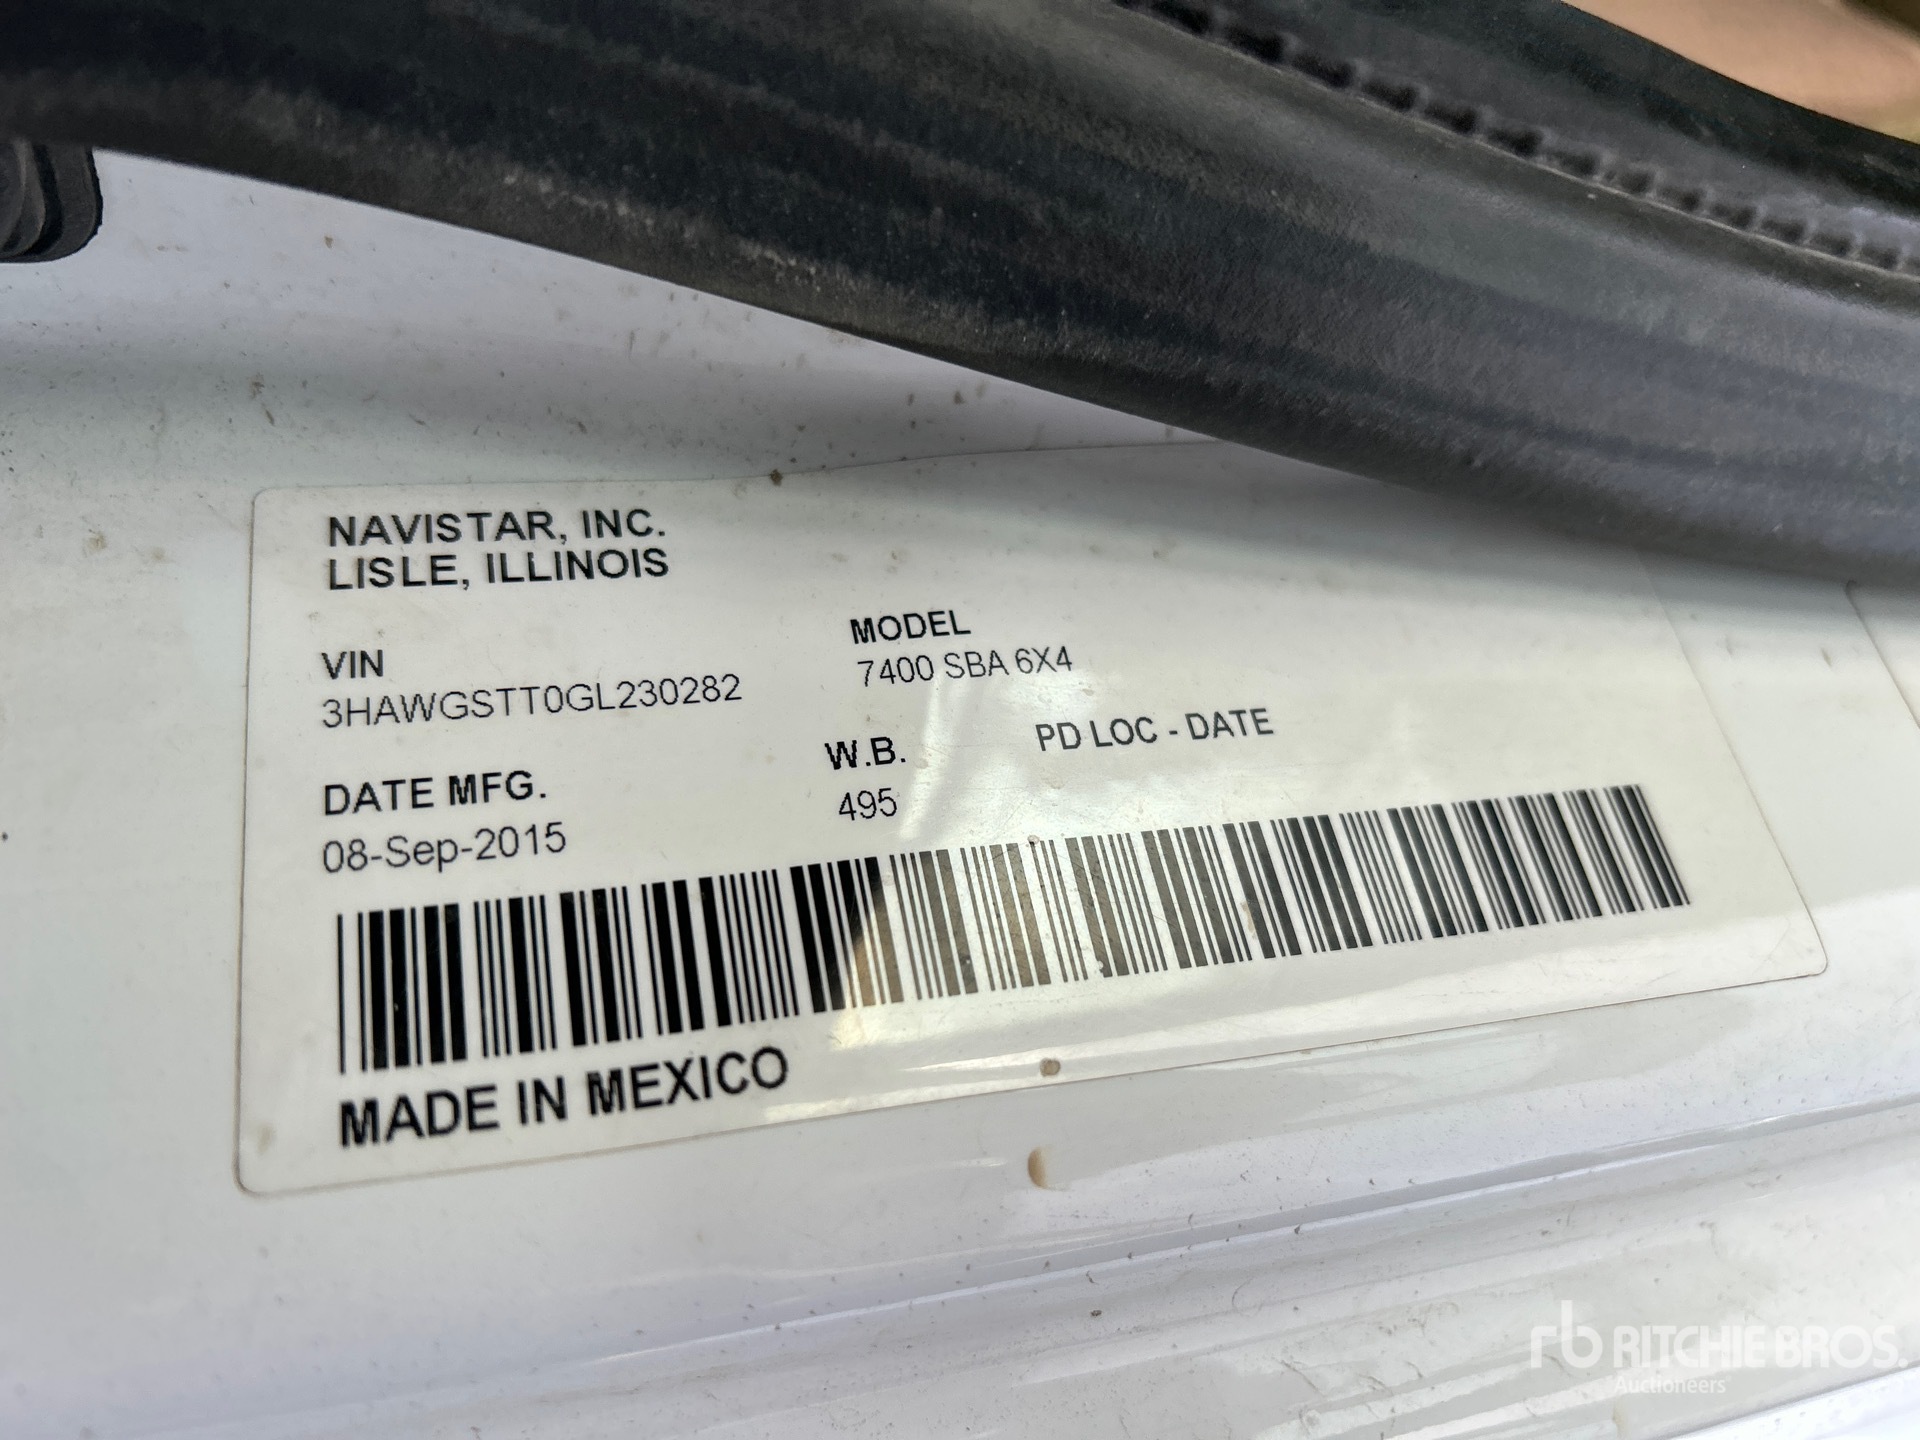 NAVISTAR, INC.
LISLE, ILLINOIS
VIN
3HAWGSTT0GL230282
MODEL
7400 SBA 6X4
DATE MFG.
08-Sep-2015
W.B.
495
PD LOC - DATE
MADE IN MEXICO
rb RITCHIE BROS.
Auctioneers